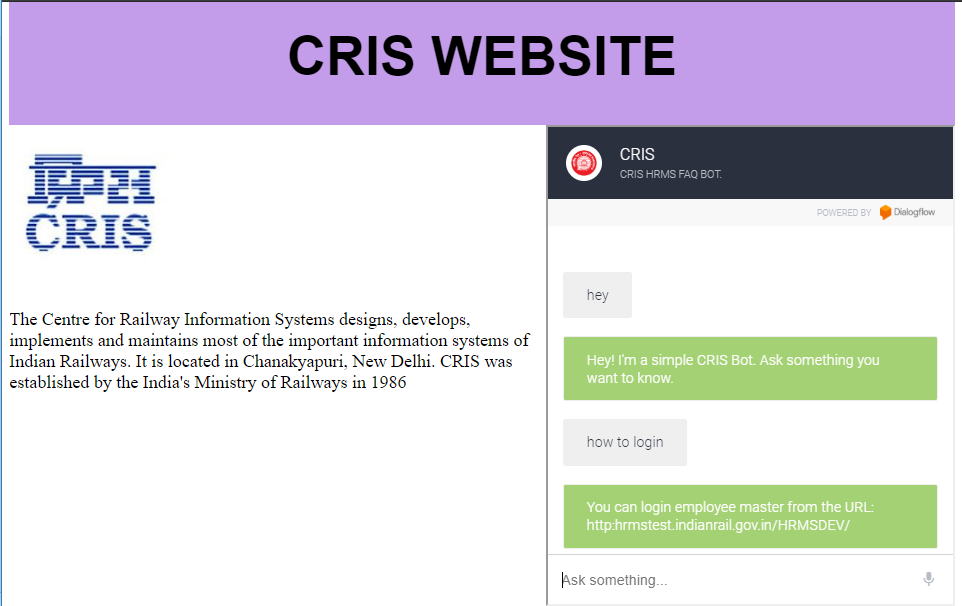 CRIS WEBSITE
क्रिस
CRIS
The Centre for Railway Information Systems designs, develops,
implements and maintains most of the important information systems of
Indian Railways. It is located in Chanakyapuri, New Delhi. CRIS was
established by the India's Ministry of Railways in 1986
CRIS
CRIS HRMS FAQ BOT.
POWERED BY Dialogflow
hey
Hey! I'm a simple CRIS Bot. Ask something you
want to know.
how to login
You can login employee master from the URL:
http:hrmstest.indianrail.gov.in/HRMSDEV/
Ask something...